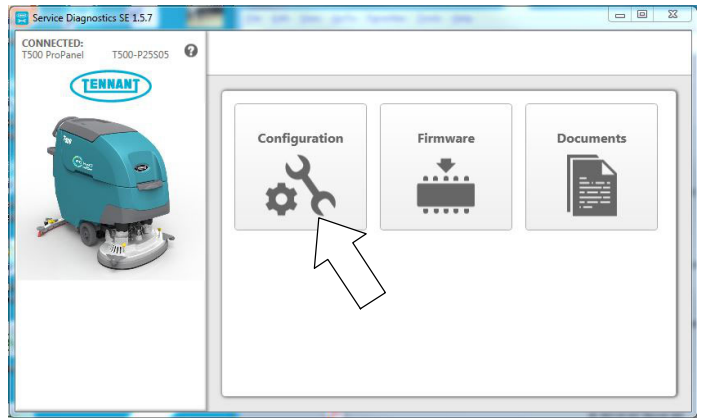 Service Diagnostics SE 1.5.7
CONNECTED:
T500 ProPanel T500-P25S05
TENNANT
Configuration
Firmware
Documents